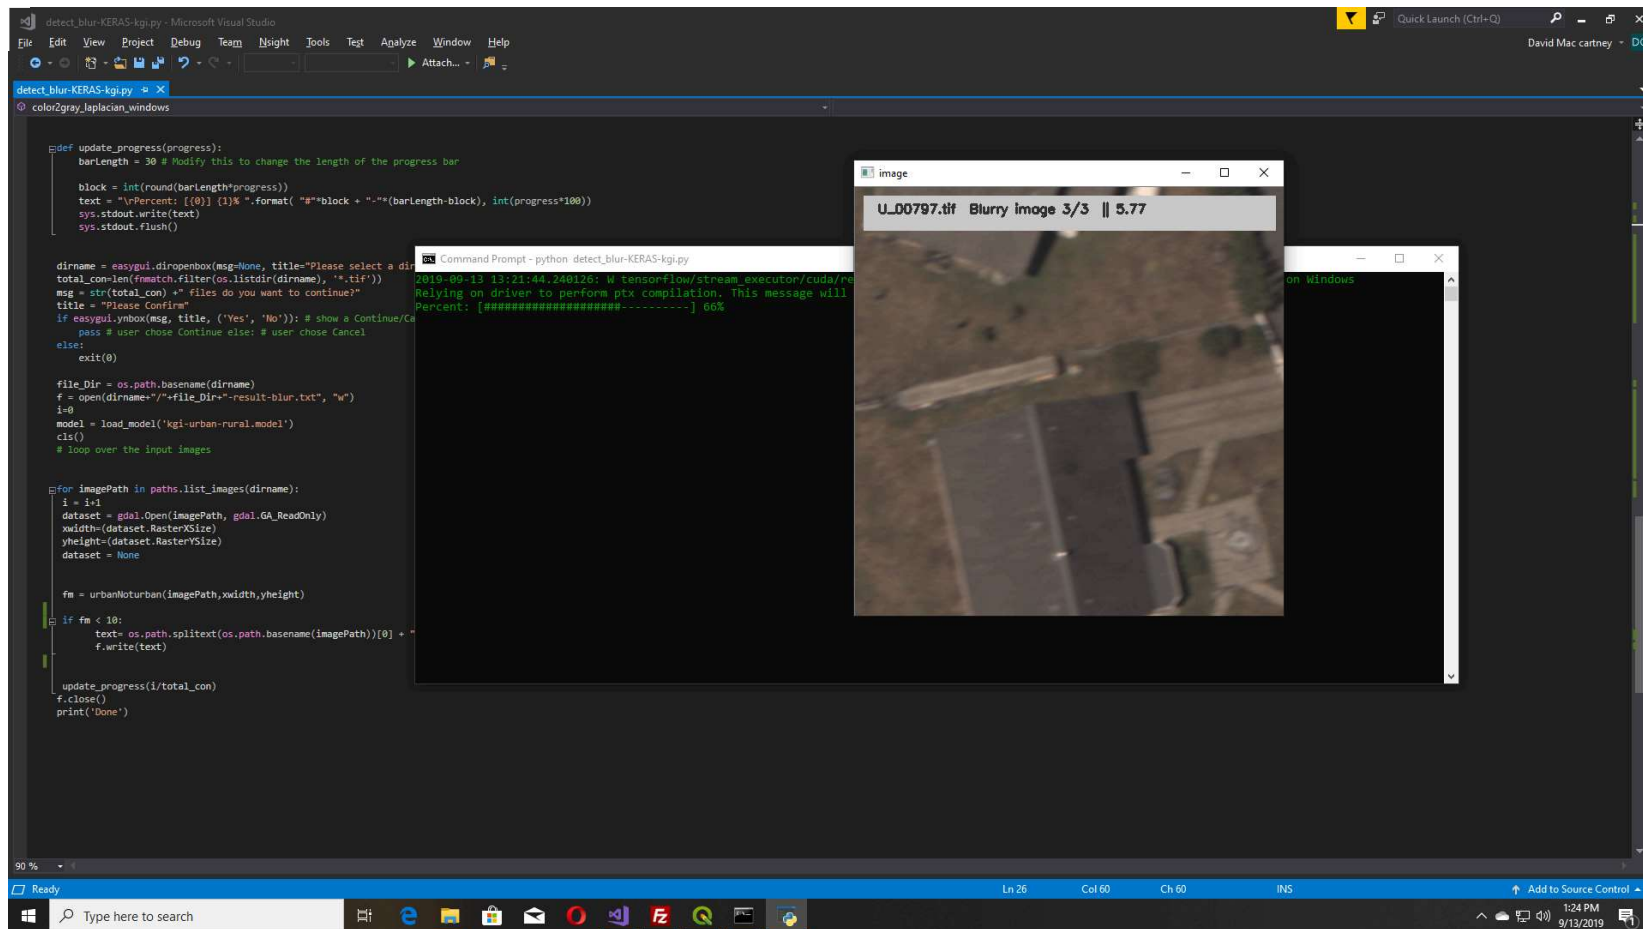 detect_blur-KERAS-kgi.py - Microsoft Visual Studio
Quick Launch (Ctrl+Q)
File Edit View Project Debug Team Nsight Tools Test Analyze Window Help
David Mac cartney
Attach...
detect_blur-KERAS-kgi.py
color2gray_laplacian_windows
def update_progress(progress):
barLength = 30 # Modify this to change the length of the progress bar
block = int(round(barLength*progress))
text = "\rPercent: [{0}] {1}% ".format( "#"*block + "-"*(barLength-block), int(progress*100))
sys.stdout.write(text)
sys.stdout.flush()
dirname = easygui.diropenbox(msg=None, title="Please select a dir
total_con=len(fnmatch.filter(os.listdir(dirname), '*.tif'))
msg = str(total_con) +" files do you want to continue?"
title = "Please Confirm"
if easygui.ynbox(msg, title, ('Yes', 'No')): # show a Continue/Ca
pass # user chose Continue else: # user chose Cancel
else:
exit(0)
file_Dir = os.path.basename(dirname)
f = open(dirname+"/"+file_Dir+"-result-blur.txt", "w")
i=0
model = load_model('kgi-urban-rural.model')
cls()
# loop over the input images
for imagePath in paths.list_images(dirname):
i = i+1
dataset = gdal.Open(imagePath, gdal.GA_ReadOnly)
xwidth=(dataset.RasterXSize)
yheight=(dataset.RasterYSize)
dataset = None
fm = urbanNoturban(imagePath,xwidth,yheight)
if fm < 10:
text= os.path.splitext(os.path.basename(imagePath))[0] + "
f.write(text)
update_progress(i/total_con)
f.close()
print('Done')
Command Prompt - python detect_blur-KERAS-kgi.py
2019-09-13 13:21:44.240126: W tensorflow/stream_executor/cuda/re
on Windows
Relying on driver to perform ptx compilation. This message will
Percent: [####################----------] 66%
image
U_00797.tif Blurry image 3/3 || 5.77
90 %
Ready
Ln 26 Col 60 Ch 60 INS
Add to Source Control
Type here to search
1:24 PM
9/13/2019